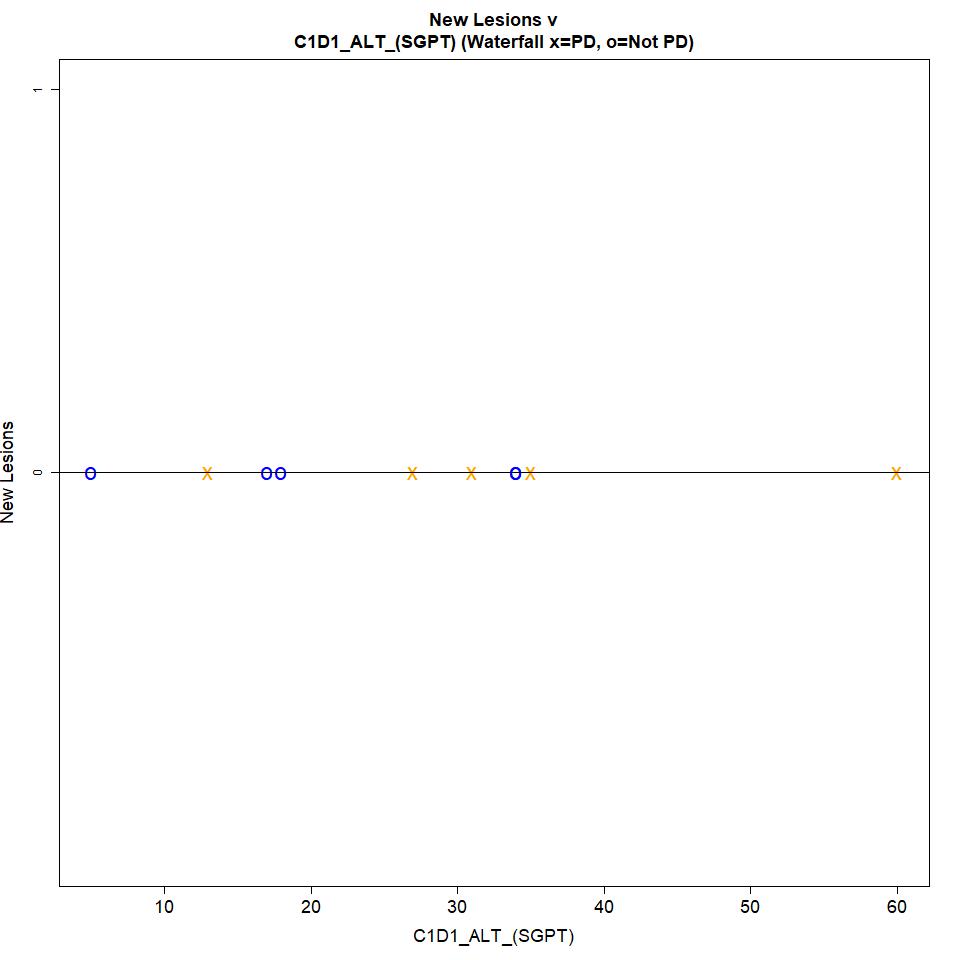 New Lesions v
C1D1_ALT_(SGPT) (Waterfall x=PD, o=Not PD)
1
New Lesions
0
o x o o x x o x x
10 20 30 40 50 60
C1D1_ALT_(SGPT)